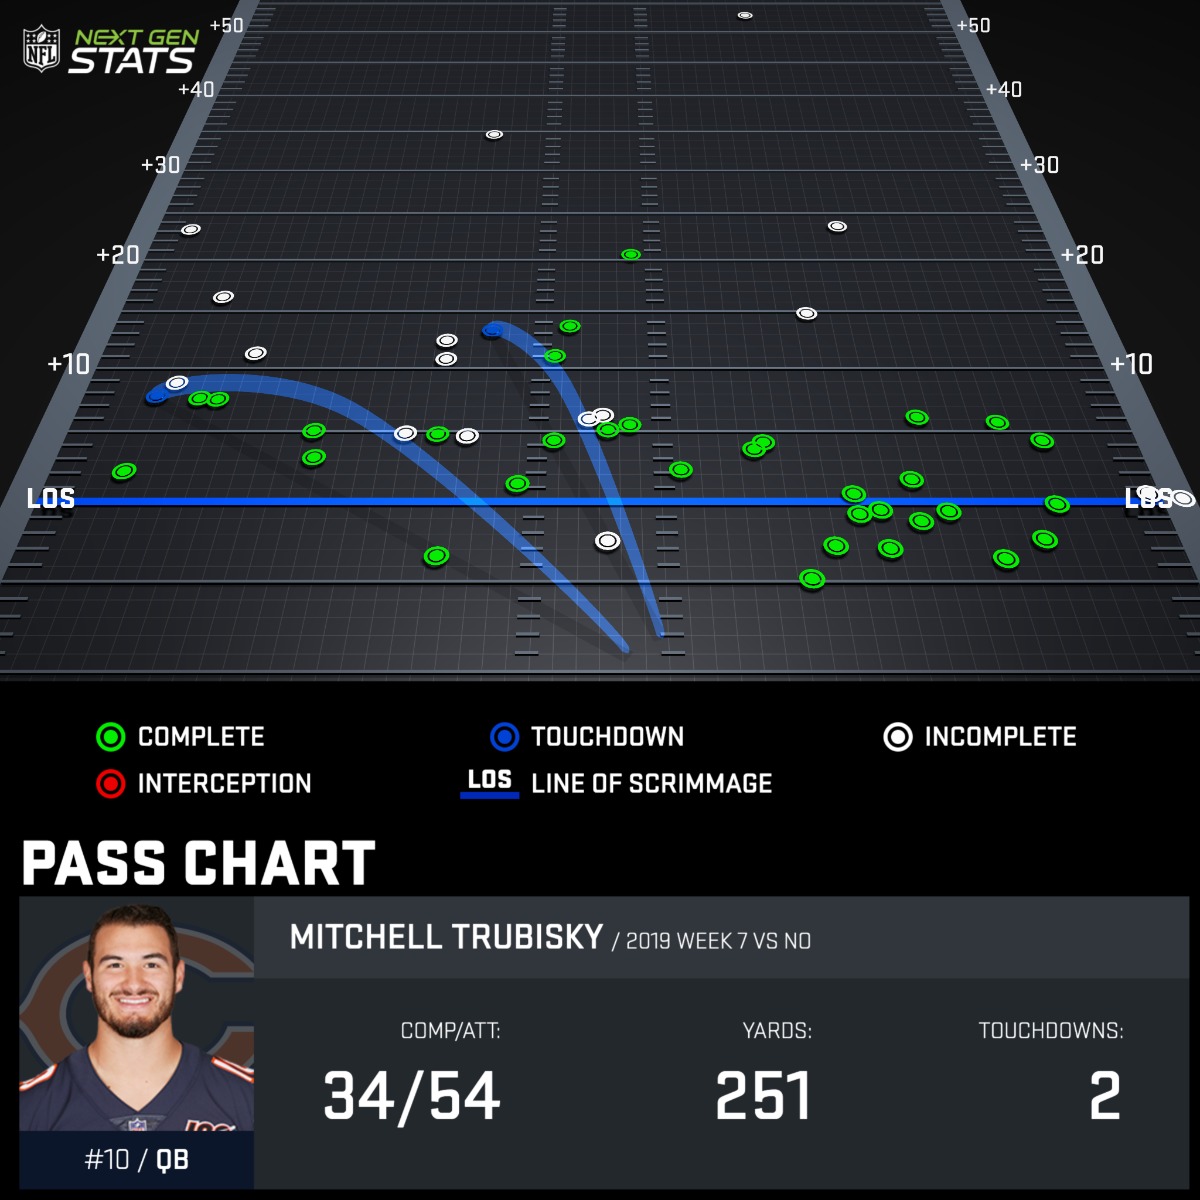 NFL
NEXT GEN
STATS
+50 +50
+40 +40
+30 +30
+20 +20
+10 +10
LOS LOS
COMPLETE TOUCHDOWN INCOMPLETE
INTERCEPTION LOS LINE OF SCRIMMAGE
PASS CHART
MITCHELL TRUBISKY / 2019 WEEK 7 VS NO
COMP/ATT: YARDS: TOUCHDOWNS:
34/54 251 2
#10 / QB